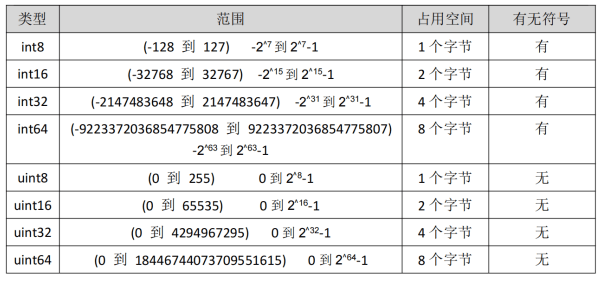 类型 范围 占用空间 有无符号
int8 (-128 到 127) -2^7 到 2^7-1 1 个字节 有
int16 (-32768 到 32767) -2^15 到 2^15-1 2 个字节 有
int32 (-2147483648 到 2147483647) -2^31 到 2^31-1 4 个字节 有
int64 (-9223372036854775808 到 9223372036854775807) 8 个字节 有
-2^63 到 2^63-1
uint8 (0 到 255) 0 到 2^8-1 1 个字节 无
uint16 (0 到 65535) 0 到 2^16-1 2 个字节 无
uint32 (0 到 4294967295) 0 到 2^32-1 4 个字节 无
uint64 (0 到 18446744073709551615) 0 到 2^64-1 8 个字节 无